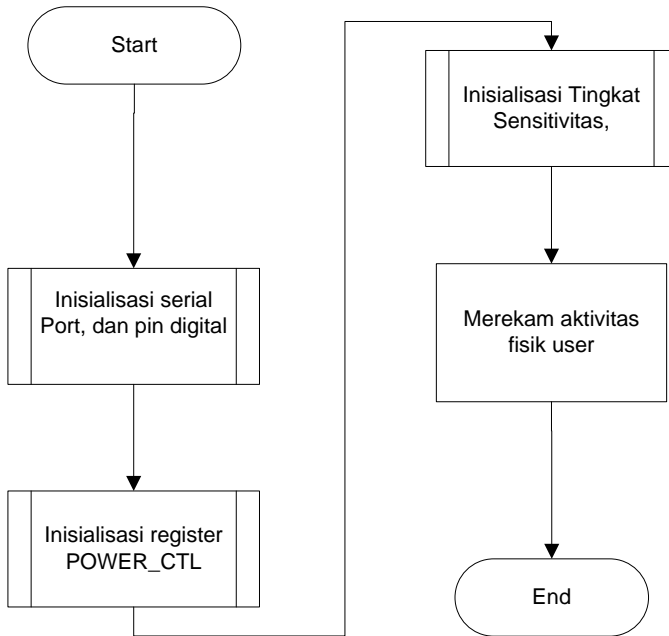 Start
Inisialisasi serial
Port, dan pin digital
Inisialisasi register
POWER_CTL
Inisialisasi Tingkat
Sensitivitas,
Merekam aktivitas
fisik user
End